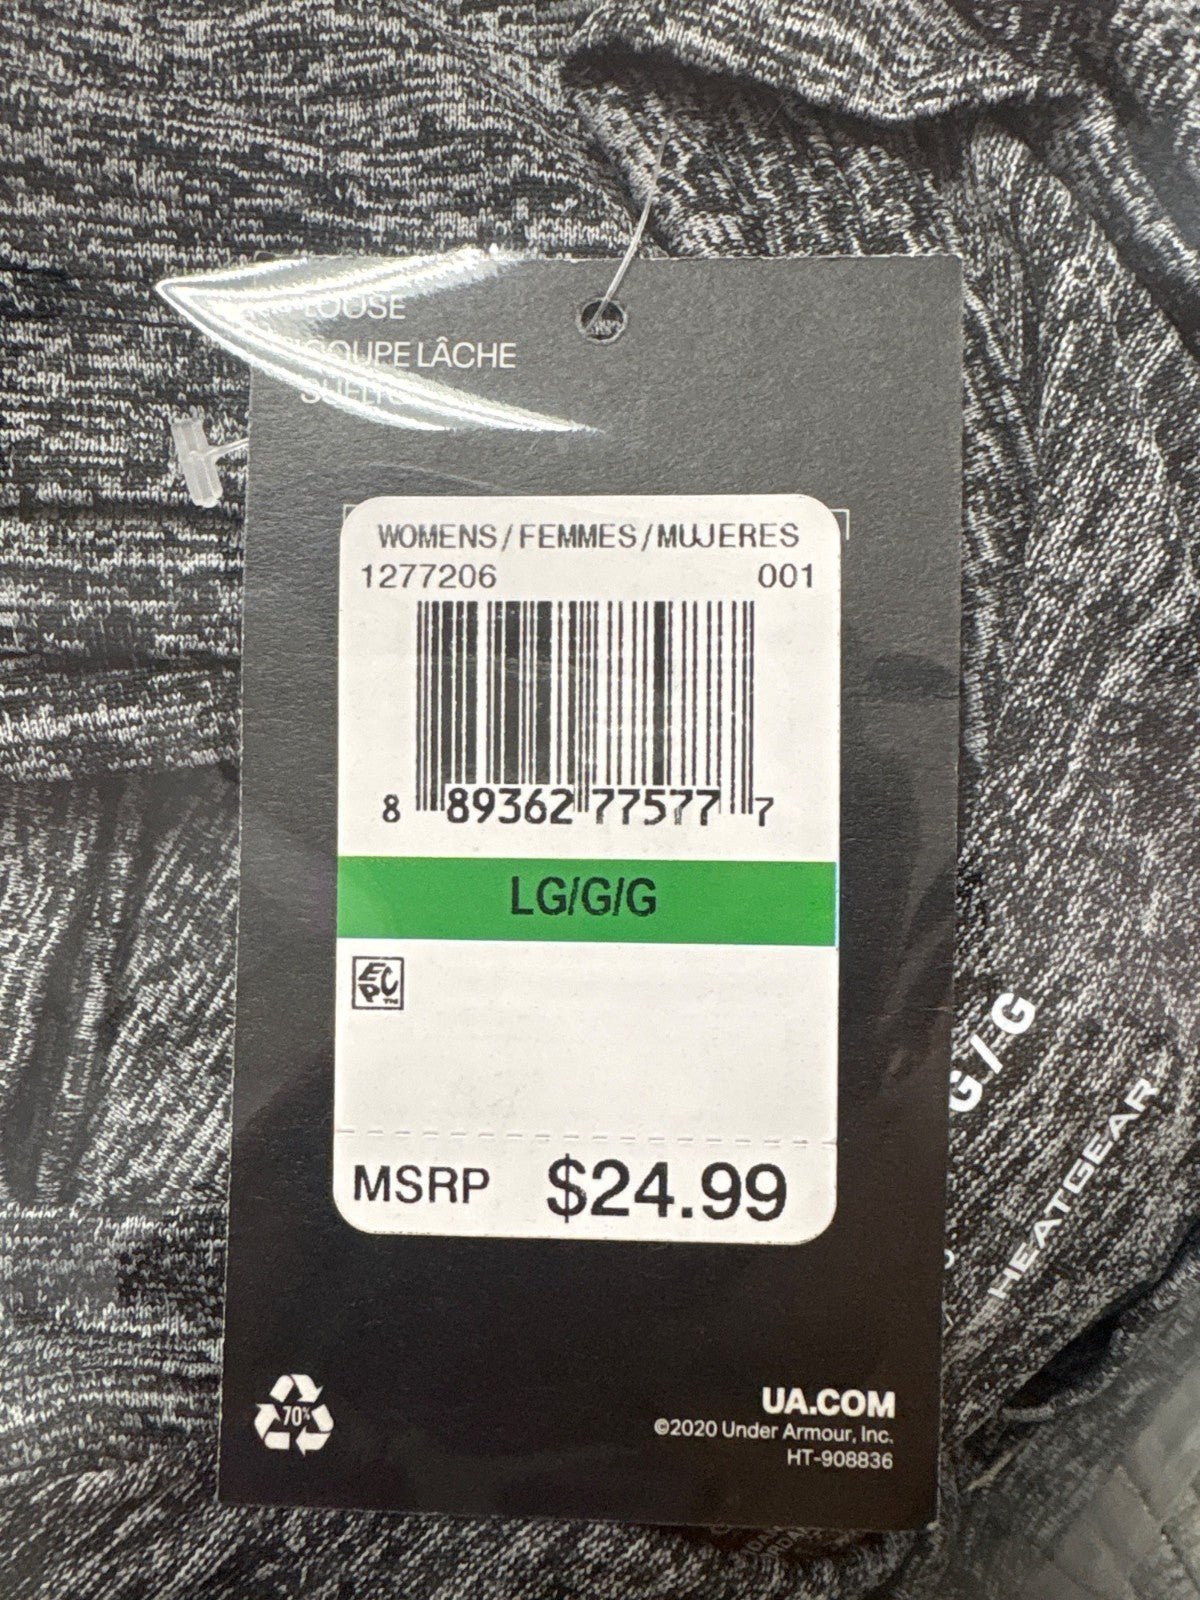 LOOSE
COUPE LÂCHE
WOMENS/FEMMES/MUJERES
1277206 001
8 89362 77577 7
LG/G/G
EPC™
MSRP $24.99
G/G
HEATGEAR
70%
UA.COM
©2020 Under Armour, Inc.
HT-908836